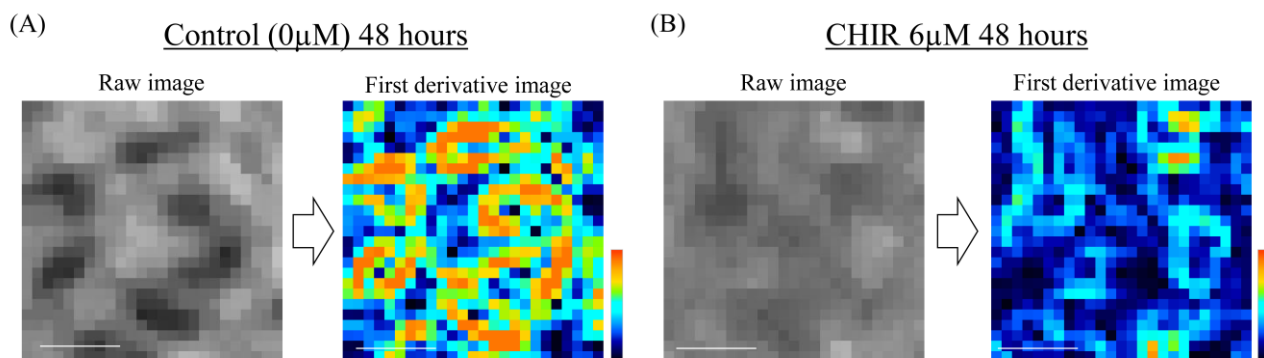 (A)
Control (0μM) 48 hours
Raw image
First derivative image
(B)
CHIR 6μM 48 hours
Raw image
First derivative image